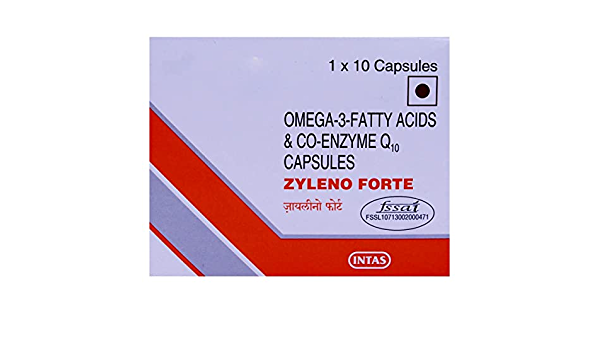 1 x 10 Capsules
OMEGA-3-FATTY ACIDS
& CO-ENZYME Q₁₀
CAPSULES
ZYLENO FORTE
ज़ायलीनो फोर्ट
fssai
FSSL10713002000471
INTAS